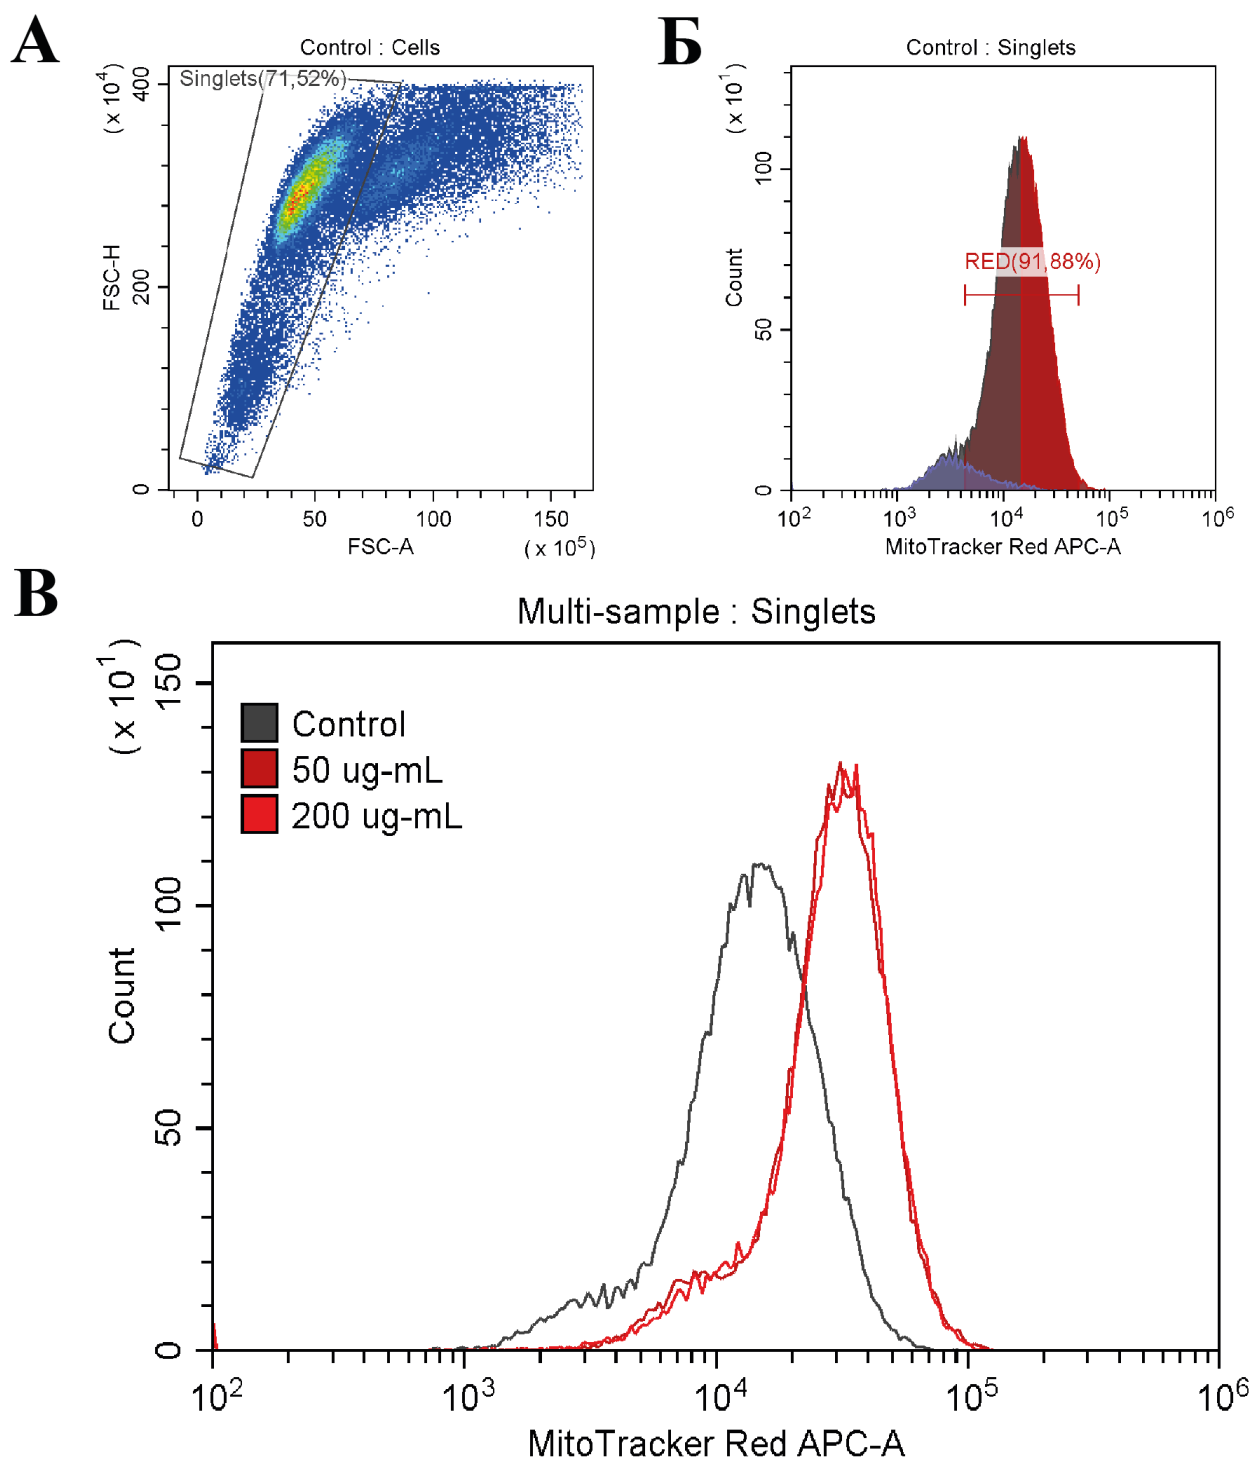 А
Control : Cells
Singlets(71,52%)
(x 10⁴)
400
200
0
FSC-H
0 50 100 150
FSC-A
(x 10⁵)
Б
Control : Singlets
(x 10¹)
100
50
0
Count
RED(91,88%)
10² 10³ 10⁴ 10⁵ 10⁶
MitoTracker Red APC-A
В
Multi-sample : Singlets
(x 10¹)
150
100
50
0
Count
Control
50 ug-mL
200 ug-mL
10² 10³ 10⁴ 10⁵ 10⁶
MitoTracker Red APC-A